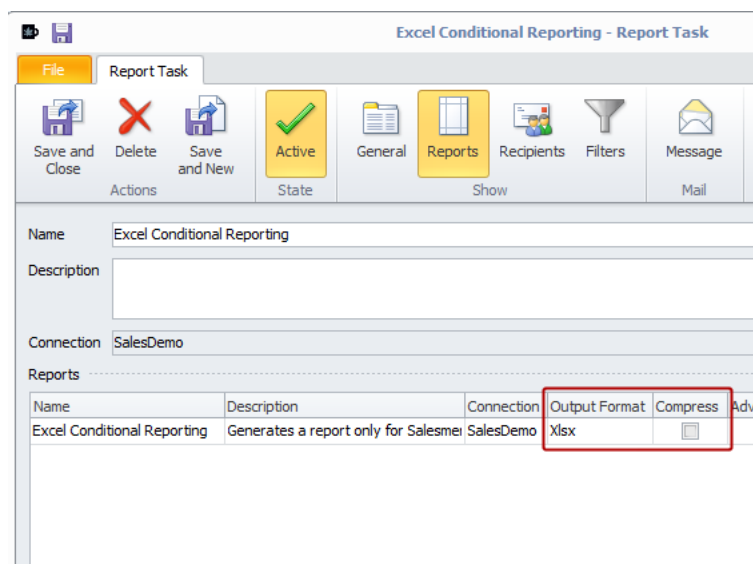 Excel Conditional Reporting - Report Task
File Report Task
Save and Close Delete Save and New Active General Reports Recipients Filters Message
Actions State Show Mail
Name Excel Conditional Reporting
Description
Connection SalesDemo
Reports
Name Description Connection Output Format Compress Adv
Excel Conditional Reporting Generates a report only for Salesmen SalesDemo Xlsx